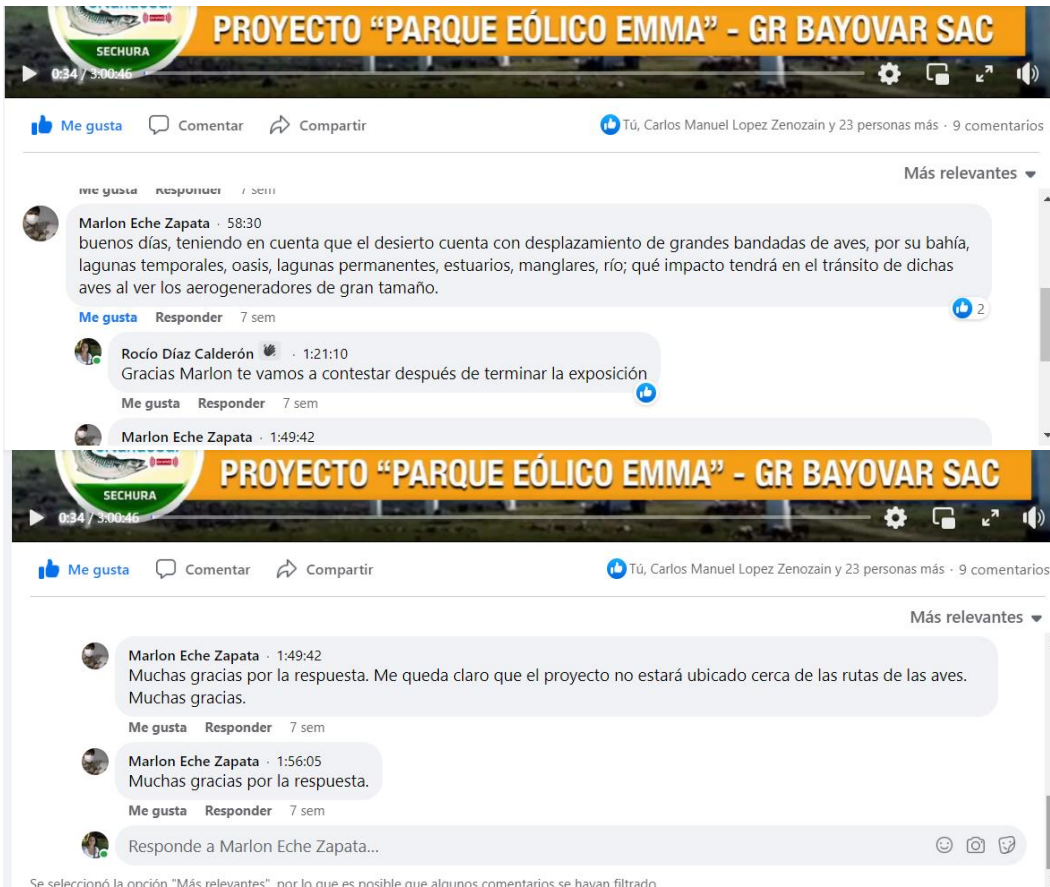 SECHURA
PROYECTO “PARQUE EÓLICO EMMA” - GR BAYOVAR SAC
0:34 / 3:00:46
Me gusta Comentar Compartir Tú, Carlos Manuel Lopez Zenozain y 23 personas más · 9 comentarios
Más relevantes
Me gusta Responder 7 sem
Marlon Eche Zapata · 58:30
buenos días, teniendo en cuenta que el desierto cuenta con desplazamiento de grandes bandadas de aves, por su bahía,
lagunas temporales, oasis, lagunas permanentes, estuarios, manglares, río; qué impacto tendrá en el tránsito de dichas
aves al ver los aerogeneradores de gran tamaño.
2
Me gusta Responder 7 sem
Rocío Díaz Calderón · 1:21:10
Gracias Marlon te vamos a contestar después de terminar la exposición
Me gusta Responder 7 sem
Marlon Eche Zapata · 1:49:42
SECHURA
PROYECTO “PARQUE EÓLICO EMMA” - GR BAYOVAR SAC
0:34 / 3:00:46
Me gusta Comentar Compartir Tú, Carlos Manuel Lopez Zenozain y 23 personas más · 9 comentarios
Más relevantes
Marlon Eche Zapata · 1:49:42
Muchas gracias por la respuesta. Me queda claro que el proyecto no estará ubicado cerca de las rutas de las aves.
Muchas gracias.
Me gusta Responder 7 sem
Marlon Eche Zapata · 1:56:05
Muchas gracias por la respuesta.
Me gusta Responder 7 sem
Responde a Marlon Eche Zapata...
Se seleccionó la opción "Más relevantes", por lo que es posible que algunos comentarios se hayan filtrado